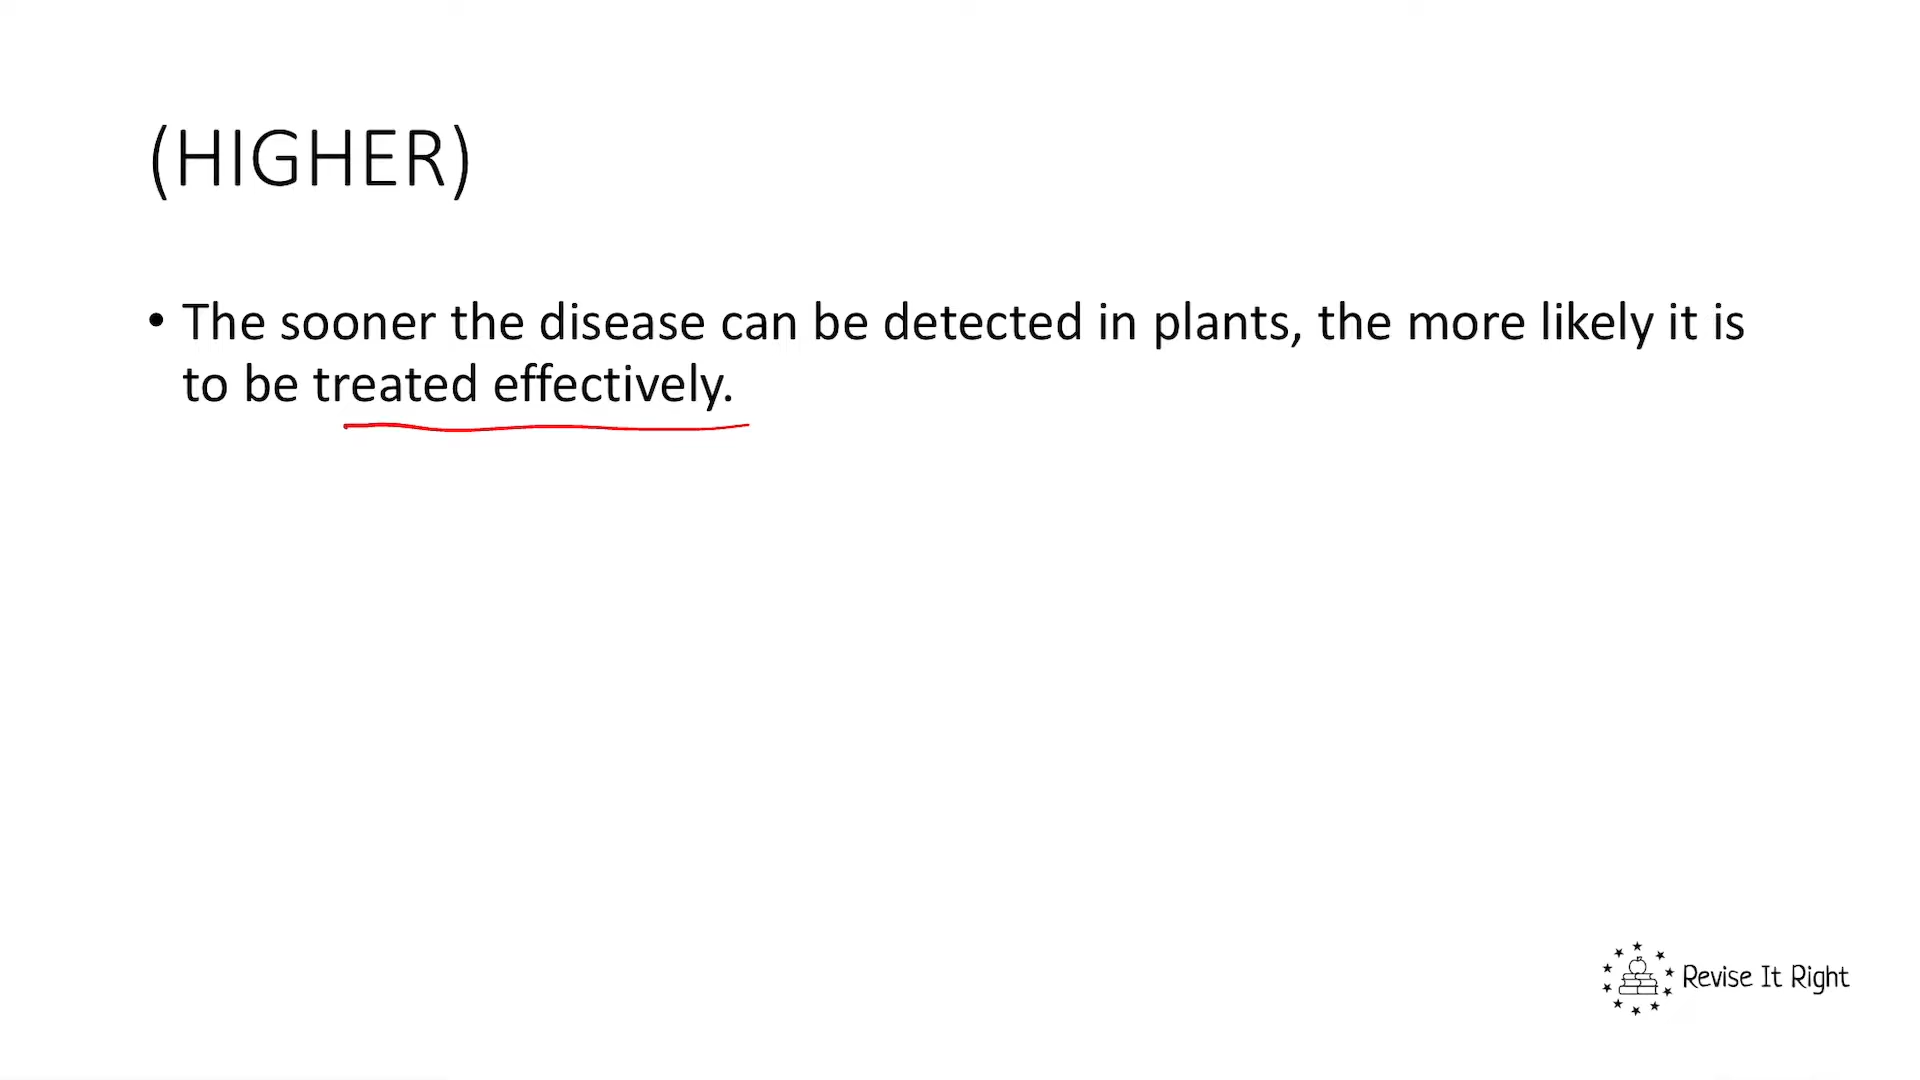 (HIGHER)
• The sooner the disease can be detected in plants, the more likely it is
to be treated effectively.
Revise It Right